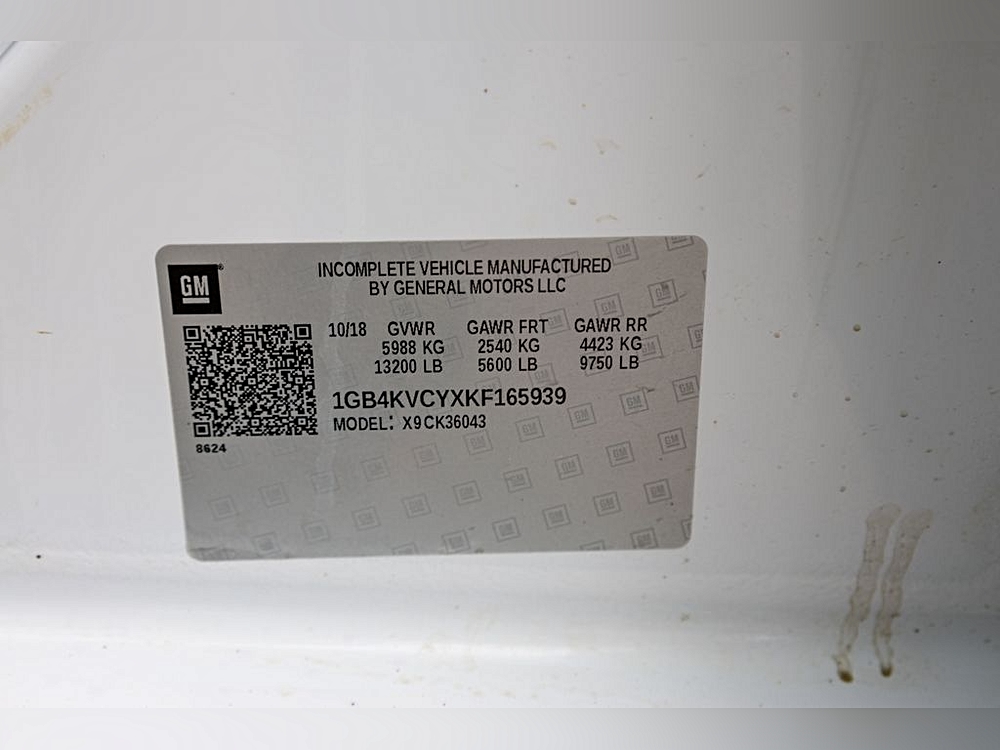 GM
INCOMPLETE VEHICLE MANUFACTURED
BY GENERAL MOTORS LLC
10/18 GVWR GAWR FRT GAWR RR
5988 KG 2540 KG 4423 KG
13200 LB 5600 LB 9750 LB
1GB4KVCYXKF165939
MODEL: X9CK36043
8624